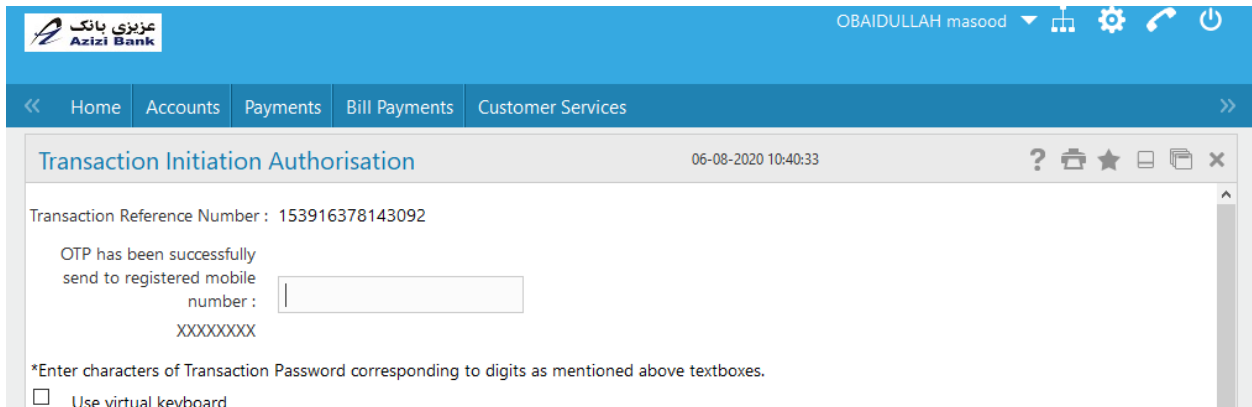 عزیزی بانک
Azizi Bank
OBAIDULLAH masood
Home Accounts Payments Bill Payments Customer Services
Transaction Initiation Authorisation 06-08-2020 10:40:33
Transaction Reference Number : 153916378143092
OTP has been successfully
send to registered mobile
number :
XXXXXXXX
*Enter characters of Transaction Password corresponding to digits as mentioned above textboxes.
Use virtual keyboard